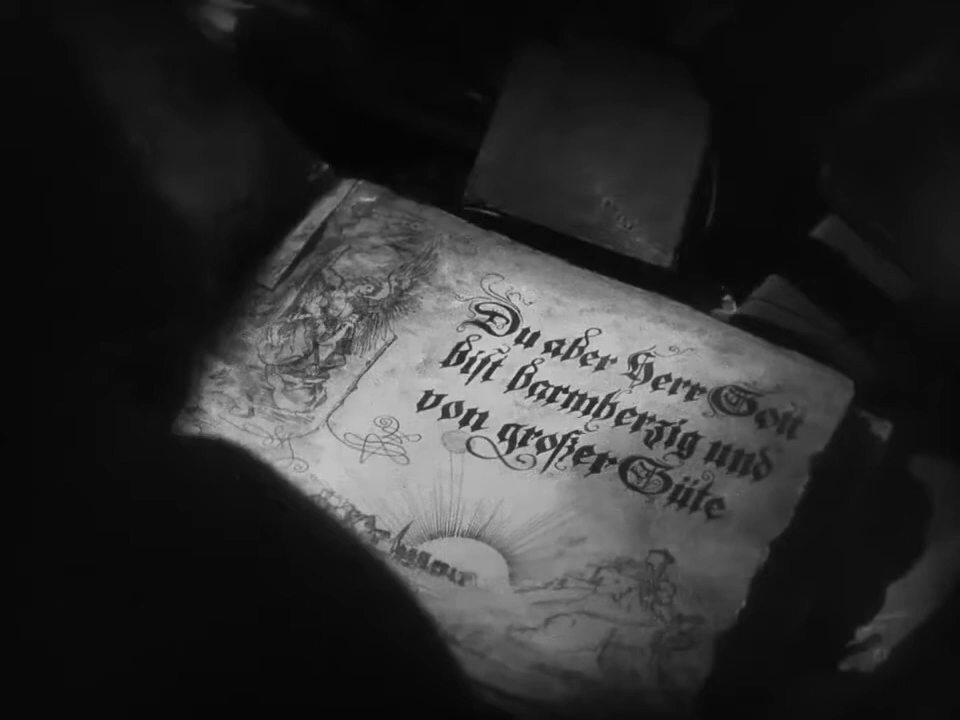 Du aber Herr Gott
bist barmherzig und
von großer Güte